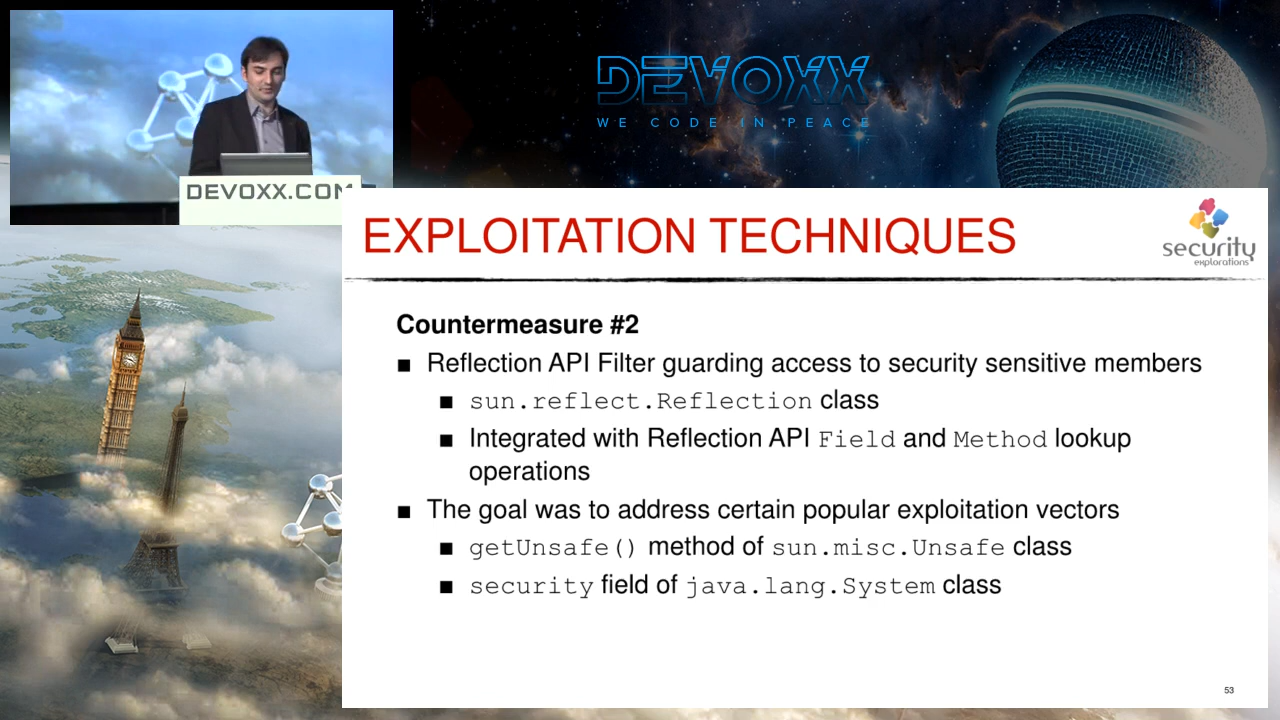 DEVOXX
WE CODE IN PEACE
DEVOXX.COM
EXPLOITATION TECHNIQUES
security
explorations
Countermeasure #2
■ Reflection API Filter guarding access to security sensitive members
■ sun.reflect.Reflection class
■ Integrated with Reflection API Field and Method lookup
operations
■ The goal was to address certain popular exploitation vectors
■ getUnsafe() method of sun.misc.Unsafe class
■ security field of java.lang.System class
53